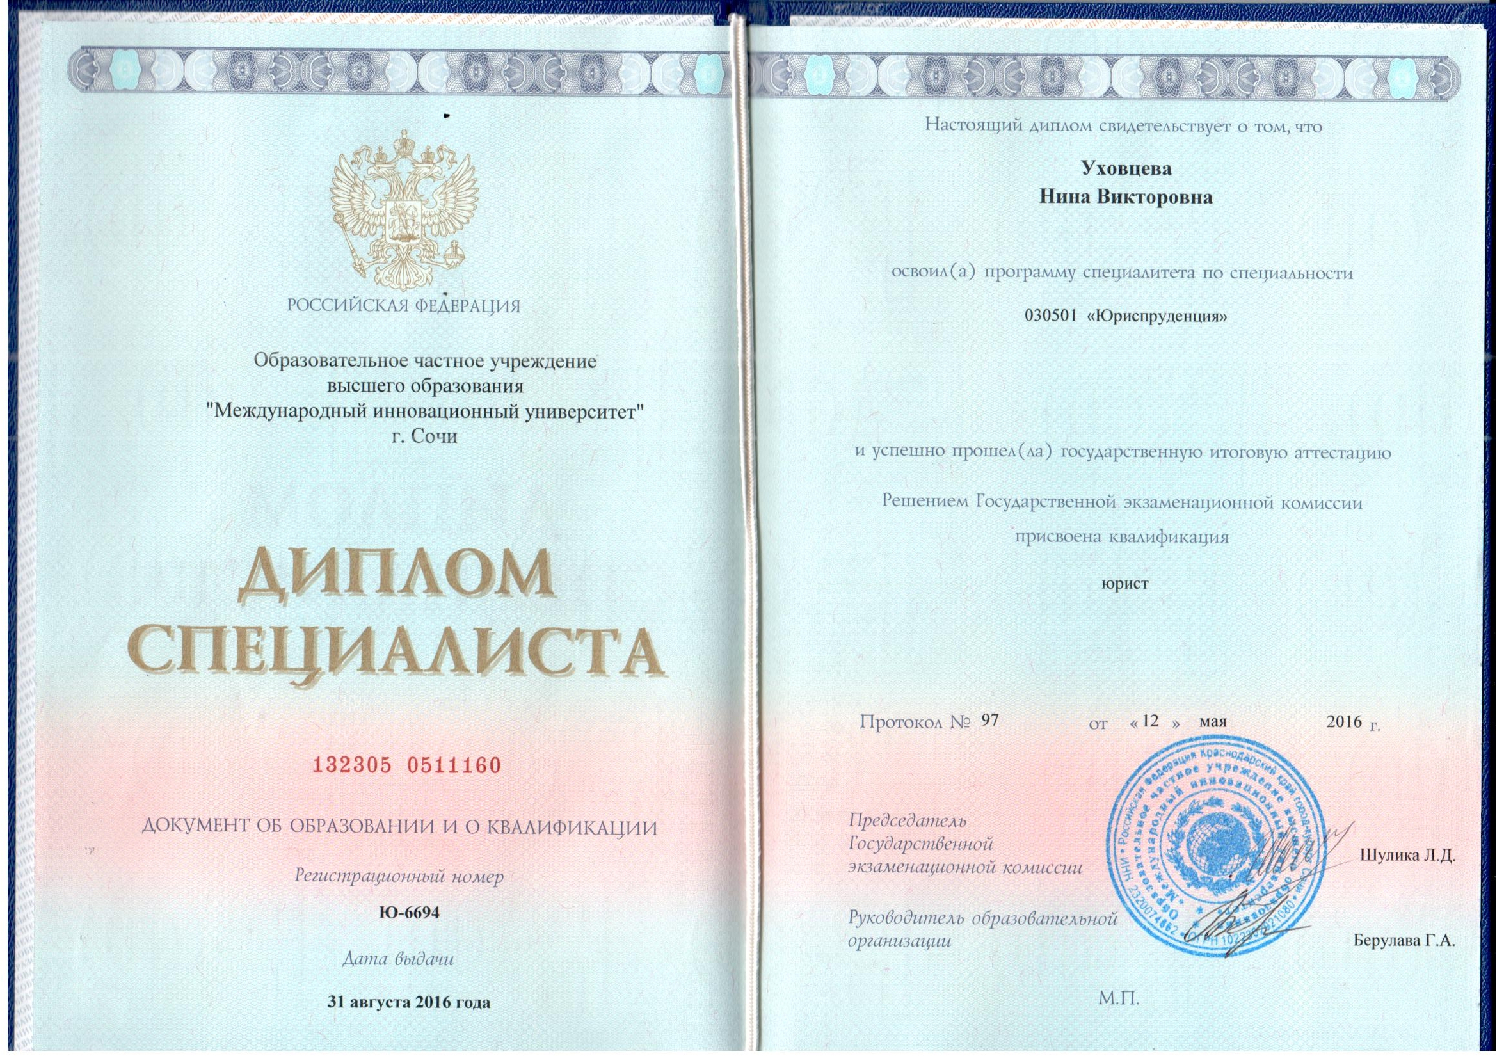 РОССИЙСКАЯ ФЕДЕРАЦИЯ
Образовательное частное учреждение
высшего образования
"Международный инновационный университет"
г. Сочи
ДИПЛОМ
СПЕЦИАЛИСТА
132305 0511160
ДОКУМЕНТ ОБ ОБРАЗОВАНИИ И О КВАЛИФИКАЦИИ
Регистрационный номер
Ю-6694
Дата выдачи
31 августа 2016 года
Настоящий диплом свидетельствует о том, что
Уховцева
Нина Викторовна
освоил(а) программу специалитета по специальности
030501 «Юриспруденция»
и успешно прошел(ла) государственную итоговую аттестацию
Решением Государственной экзаменационной комиссии
присвоена квалификация
юрист
Протокол № 97 от « 12 » мая 2016 г.
Председатель
Государственной
экзаменационной комиссии
Шулика Л.Д.
Руководитель образовательной
организации
Берулава Г.А.
М.П.